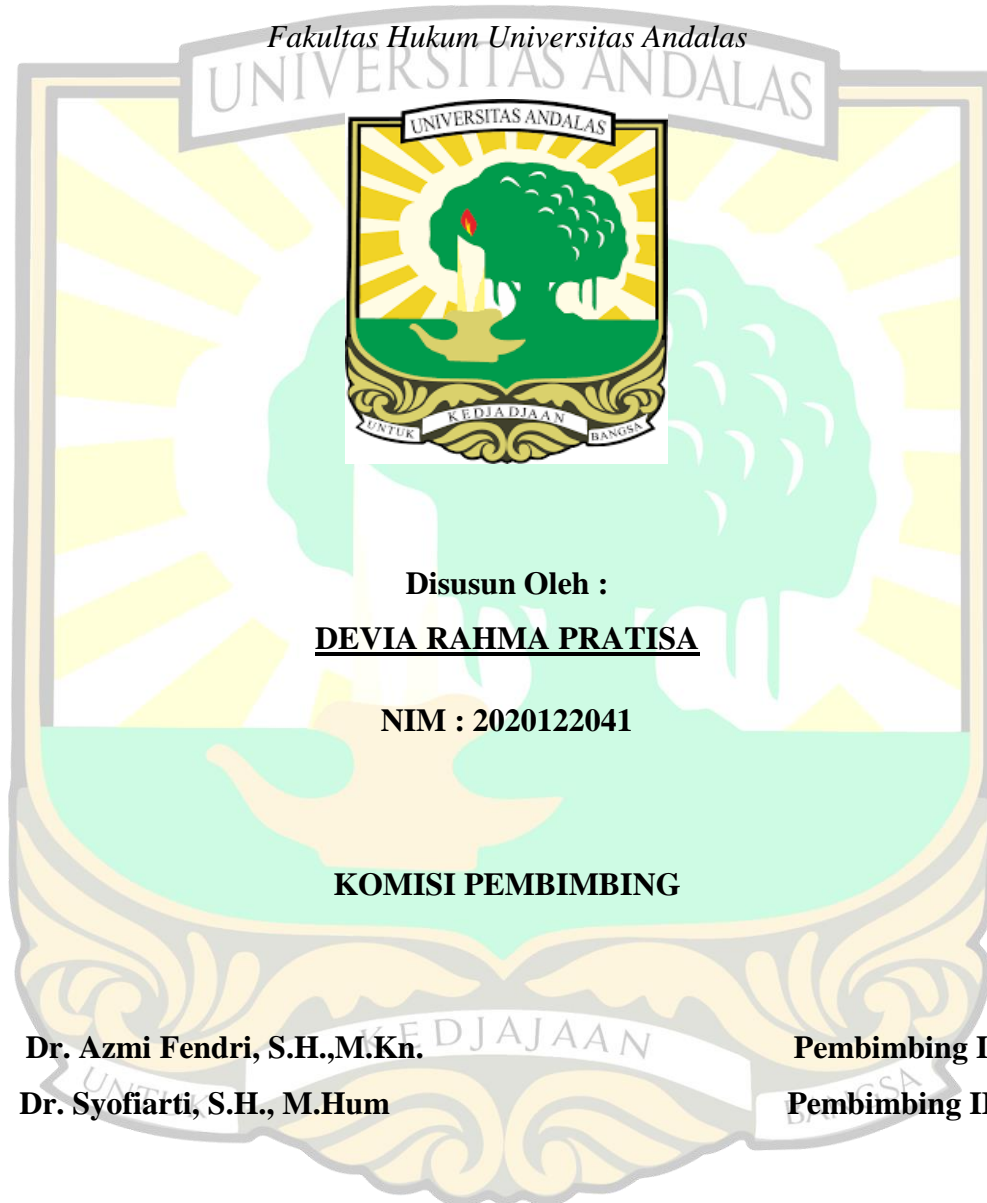 Fakultas Hukum Universitas Andalas
UNIVERSITAS ANDALAS
UNIVERSITAS ANDALAS
UNTUK KEDJADJAAN BANGSA
Disusun Oleh :
DEVIA RAHMA PRATISA
NIM : 2020122041
KOMISI PEMBIMBING
Dr. Azmi Fendri, S.H.,M.Kn. Pembimbing I
Dr. Syofiarti, S.H., M.Hum Pembimbing II
UNTUK KEDJAJAAN BANGSA